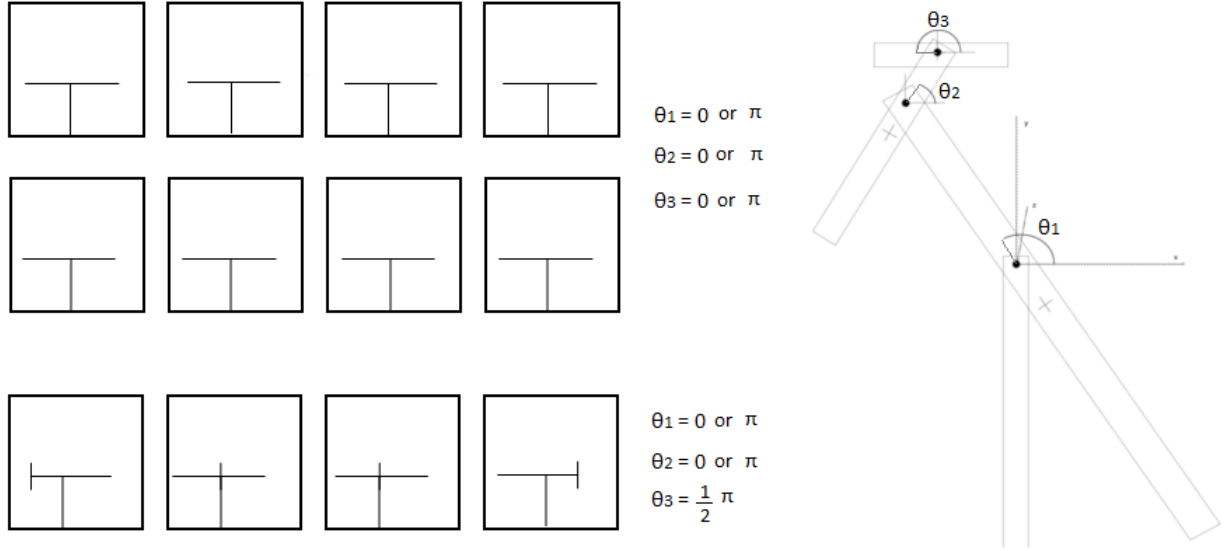 θ1 = 0 or π
θ2 = 0 or π
θ3 = 0 or π
θ1 = 0 or π
θ2 = 0 or π
θ3 = 1/2 π
θ3
θ2
y
z
θ1
x